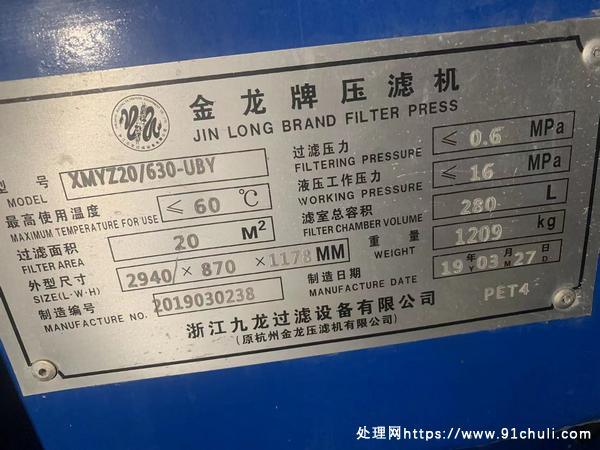 金龙牌压滤机
JIN LONG BRAND FILTER PRESS
型号 XMYZ20/630-UBY
MODEL
最高使用温度 ≤ 60 ℃
MAXIMUM TEMPERATURE FOR USE
过滤面积 20 M²
FILTER AREA
外型尺寸 2940 × 870 × 1178 MM
SIZE(L·W·H)
制造编号 2019030238
MANUFACTURE NO.
过滤压力 ≤ 0.6 MPa
FILTERING PRESSURE
液压工作压力 ≤ 16 MPa
WORKING PRESSURE
滤室总容积 280 L
FILTER CHAMBER VOLUME
重量 1209 kg
WEIGHT
制造日期 19年03月27日
MANUFACTURE DATE Y M D
PET4
浙江九龙过滤设备有限公司
(原杭州金龙压滤机有限公司)
处理网https://www.91chuli.com